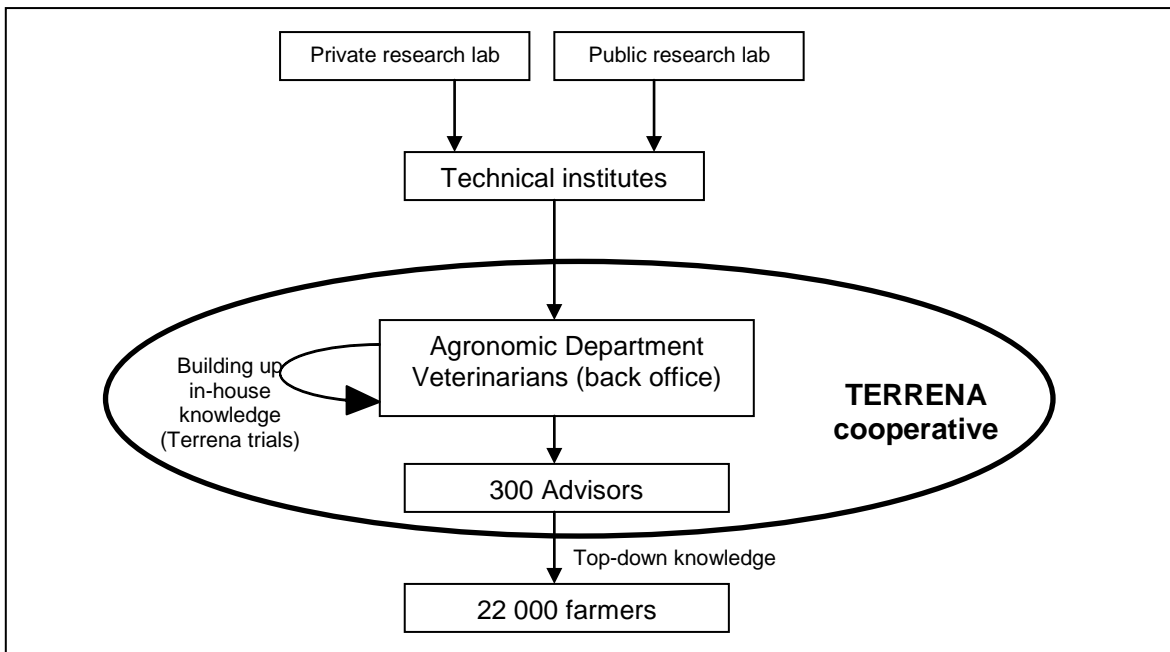 Private research lab
Public research lab
Technical institutes
Agronomic Department
Veterinarians (back office)
Building up
in-house
knowledge
(Terrena trials)
TERRENA
cooperative
300 Advisors
Top-down knowledge
22 000 farmers